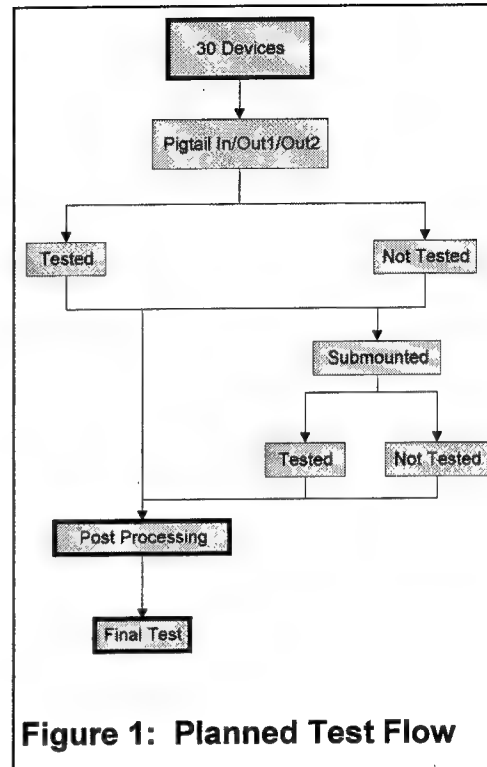 30 Devices
Pigtail In/Out1/Out2
Tested
Not Tested
Submounted
Tested
Not Tested
Post Processing
Final Test
Figure 1: Planned Test Flow